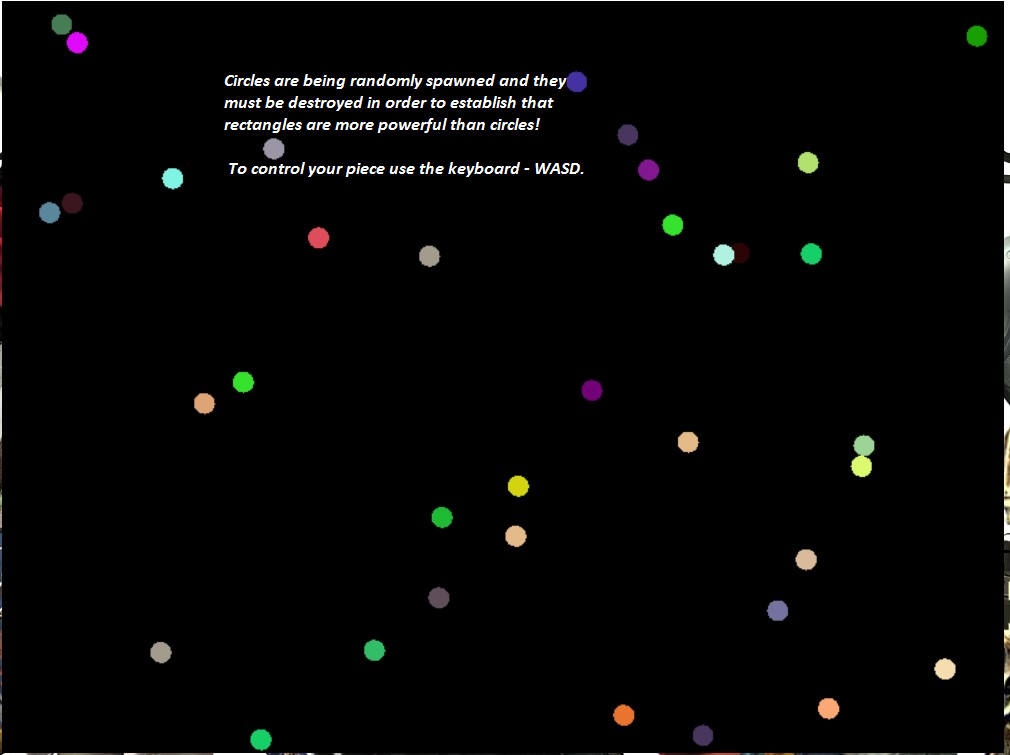 Circles are being randomly spawned and they
must be destroyed in order to establish that
rectangles are more powerful than circles!
To control your piece use the keyboard - WASD.